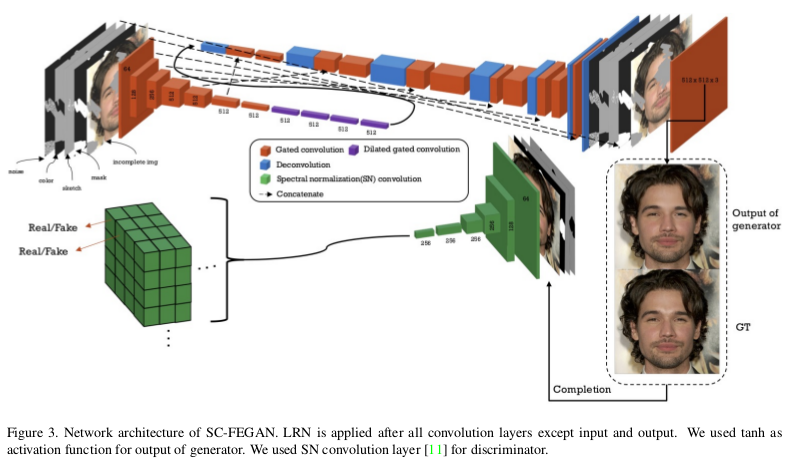 64
128
256
512
512
512
512
512
512
512
512
512 x 512 x 3
noise
color
sketch
mask
incomplete img
Gated convolution
Dilated gated convolution
Deconvolution
Spectral normalization(SN) convolution
Concatenate
Real/Fake
Real/Fake
...
256
256
256
256
128
64
Output of
generator
GT
Completion
Figure 3. Network architecture of SC-FEGAN. LRN is applied after all convolution layers except input and output. We used tanh as
activation function for output of generator. We used SN convolution layer [11] for discriminator.